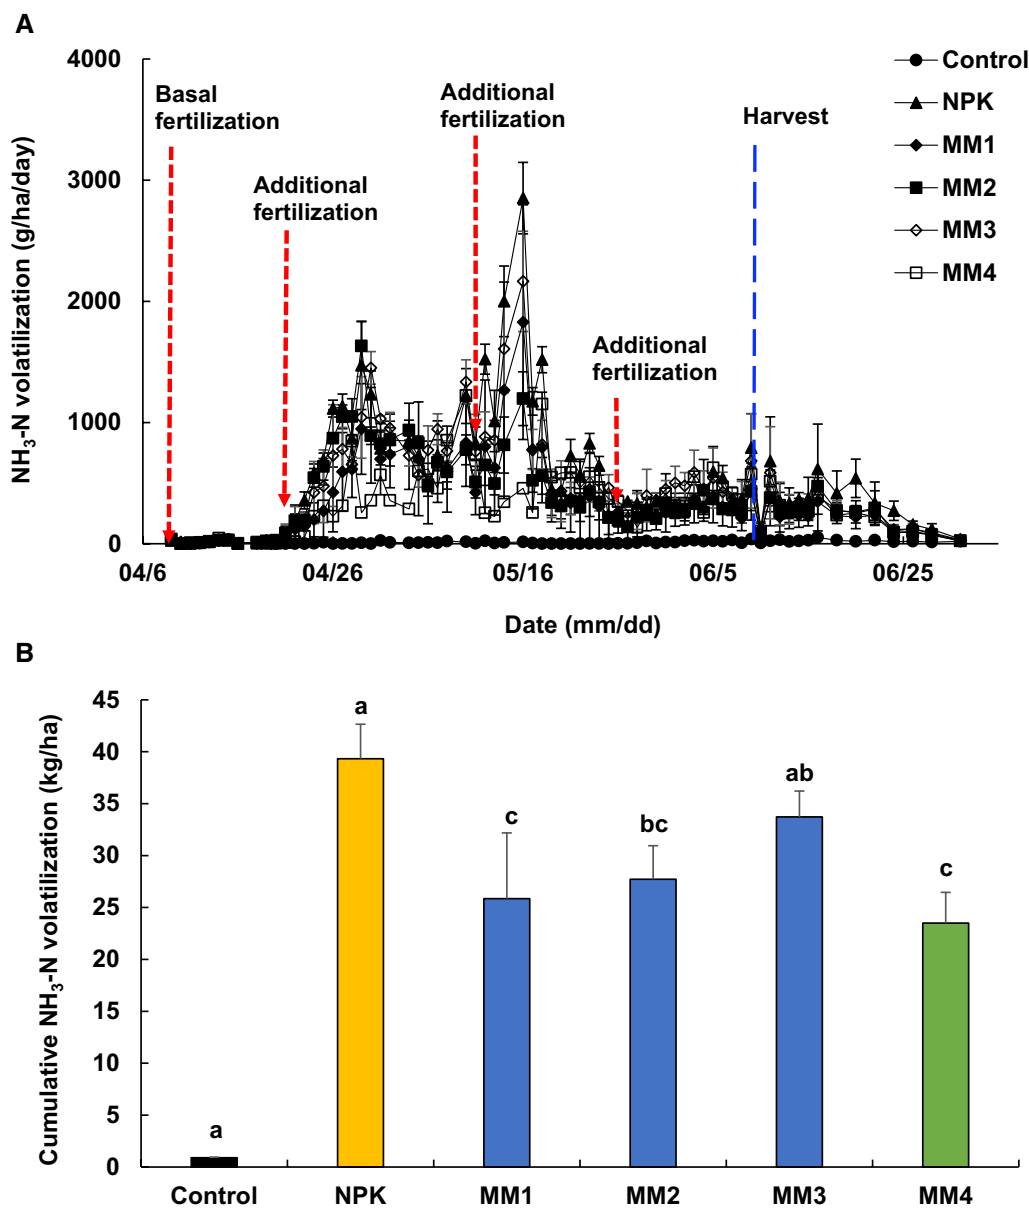 A
4000
3000
2000
1000
0
NH3-N volatilization (g/ha/day)
Basal
fertilization
Additional
fertilization
Additional
fertilization
Additional
fertilization
Harvest
Control
NPK
MM1
MM2
MM3
MM4
04/6
04/26
05/16
06/5
06/25
Date (mm/dd)
B
45
40
35
30
25
20
15
10
5
0
Cumulative NH3-N volatilization (kg/ha)
a
a
c
bc
ab
c
Control
NPK
MM1
MM2
MM3
MM4